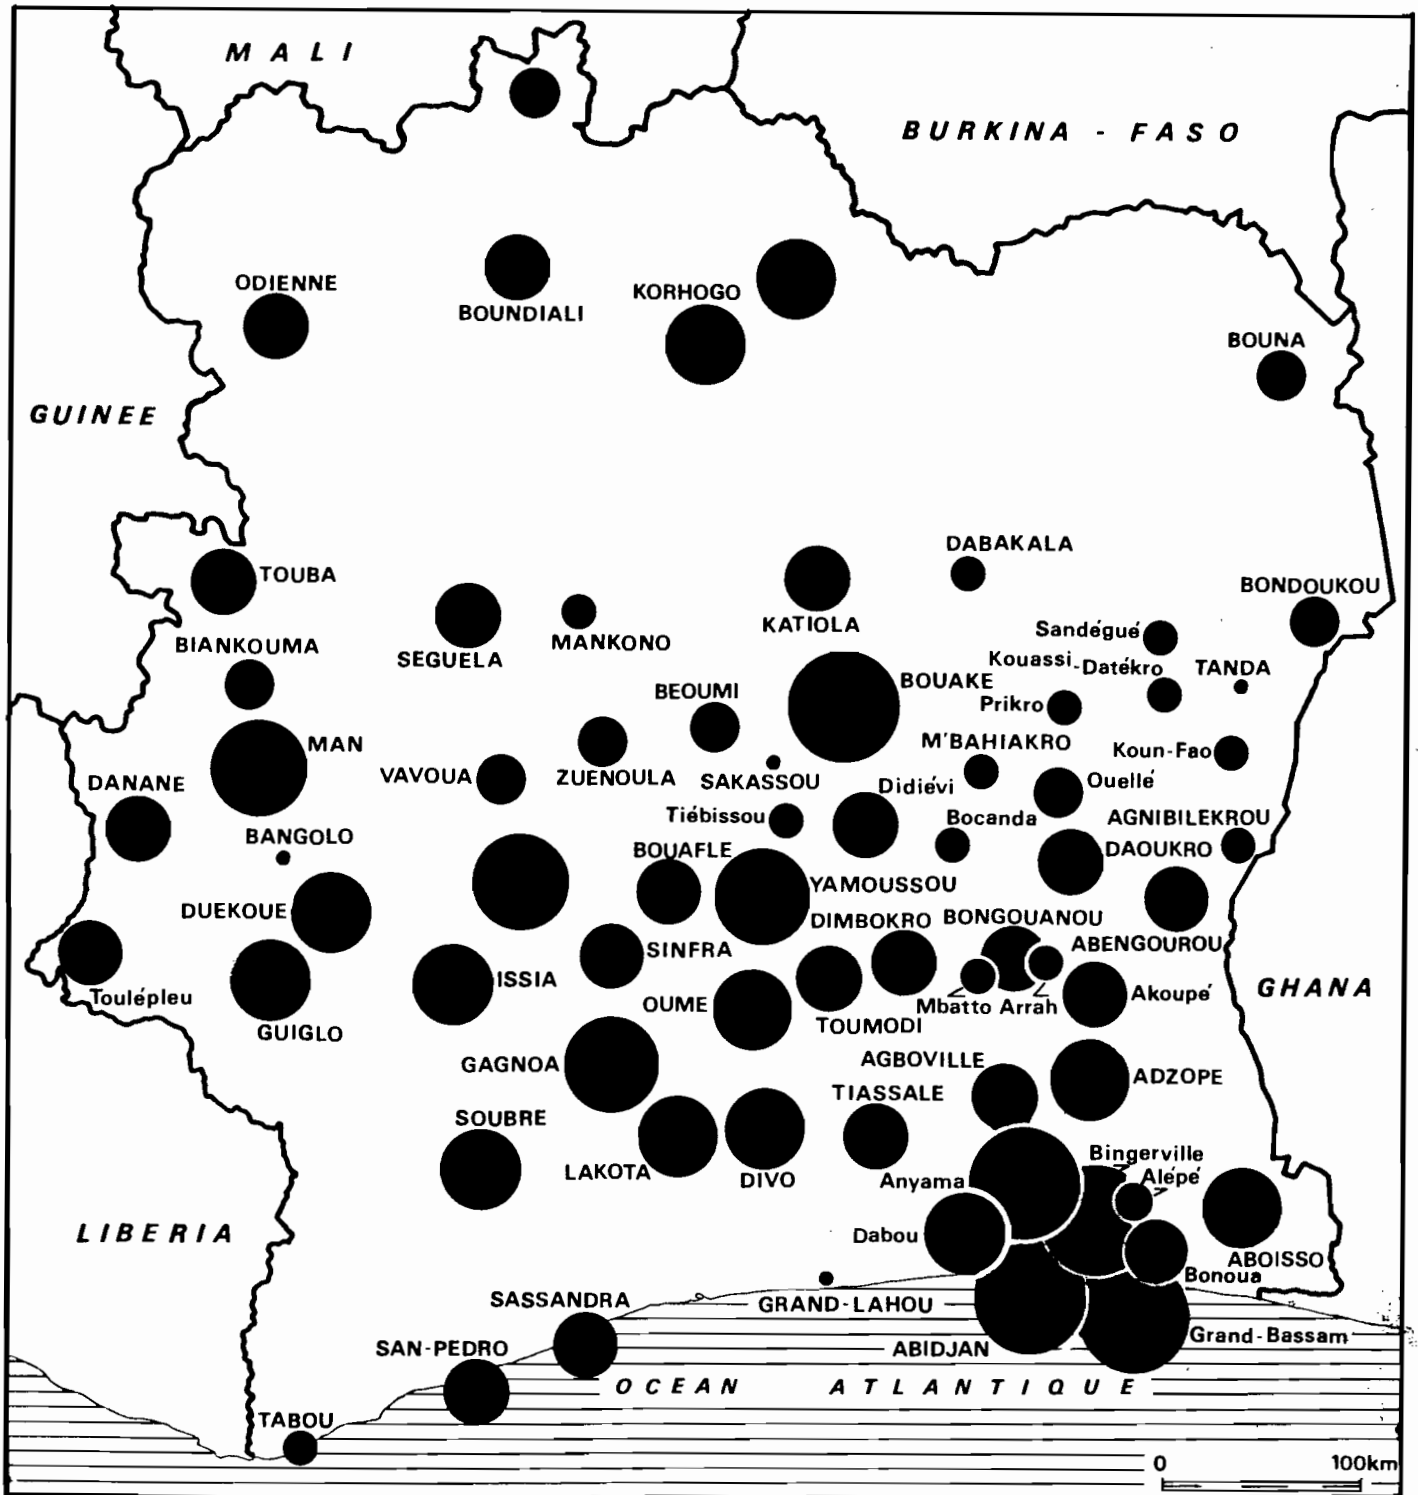 MALI
BURKINA - FASO
ODIENNE
BOUNDIALI
KORHOGO
BOUNA
GUINEE
DABAKALA
TOUBA
BONDOUKOU
KATIOLA
MANKONO
SEGUELA
BIANKOUMA
Sandégué
Kouassi-Datékro
TANDA
BOUAKE
BEOUMI
Prikro
MAN
M'BAHIAKRO
Koun-Fao
VAVOUA
ZUENOULA
SAKASSOU
DANANE
Didiévi
Ouellé
Tiébissou
Bocanda
AGNIBILEKROU
BANGOLO
BOUAFLE
DAOUKRO
YAMOUSSOU
DUEKOUE
DIMBOKRO
BONGOUANOU
ABENGOUROU
SINFRA
ISSIA
GHANA
Toulépleu
Akoupé
OUME
Mbatto
Arrah
GUIGLO
TOUMODI
GAGNOA
AGBOVILLE
ADZOPE
TIASSALE
SOUBRE
Bingerville
Alépé
LAKOTA
DIVO
Anyama
LIBERIA
Dabou
ABOISSO
Bonoua
SASSANDRA
GRAND-LAHOU
Grand-Bassam
SAN-PEDRO
ABIDJAN
OCEAN ATLANTIQUE
TABOU
0 100km